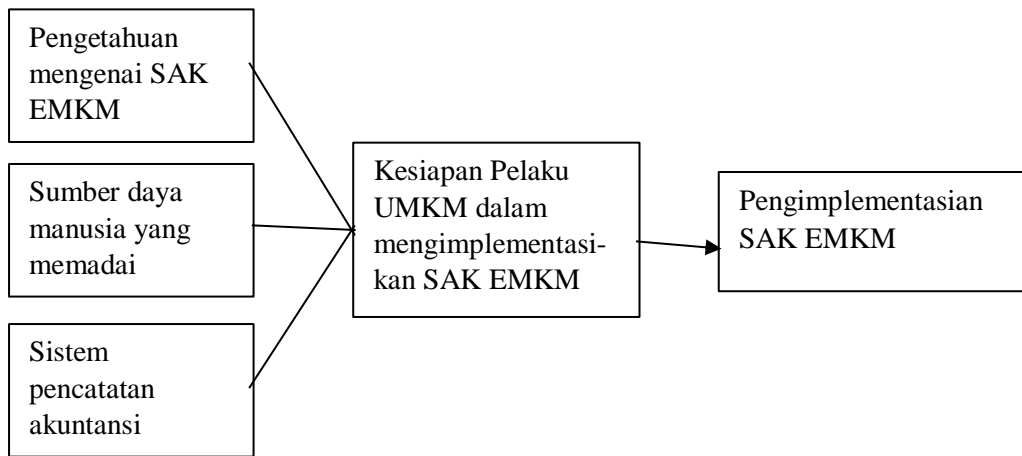 Pengetahuan
mengenai SAK
EMKM
Sumber daya
manusia yang
memadai
Sistem
pencatatan
akuntansi
Kesiapan Pelaku
UMKM dalam
mengimplementasi-
kan SAK EMKM
Pengimplementasian
SAK EMKM